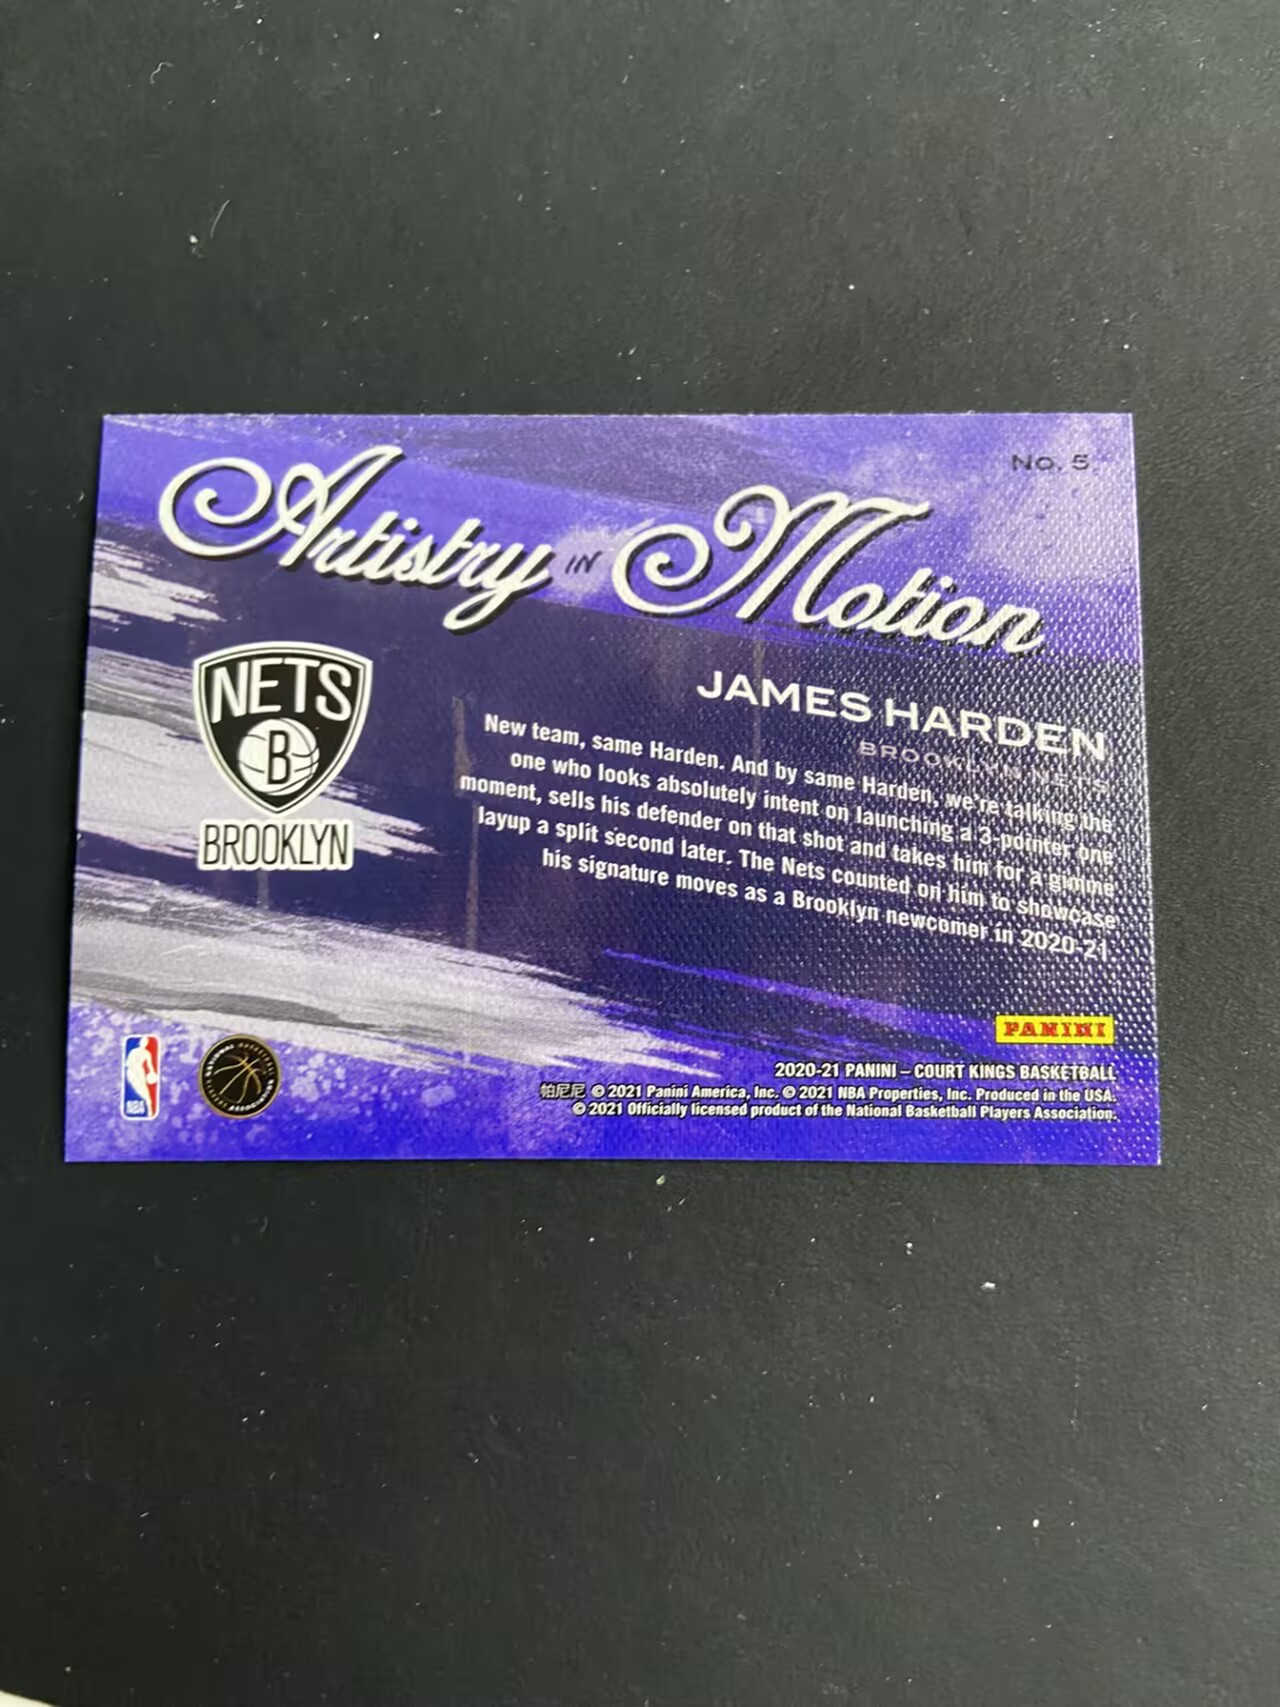 No. 5
Artistry IN Motion
NETS
B
BROOKLYN
JAMES HARDEN
BROOKLYN NETS
New team, same Harden. And by same Harden, we're talking the
one who looks absolutely intent on launching a 3-pointer one
moment, sells his defender on that shot and takes him for a gimme
layup a split second later. The Nets counted on him to showcase
his signature moves as a Brooklyn newcomer in 2020-21
PANINI
NBA
2020-21 PANINI – COURT KINGS BASKETBALL
帕尼尼 © 2021 Panini America, Inc. © 2021 NBA Properties, Inc. Produced in the USA.
© 2021 Officially licensed product of the National Basketball Players Association.